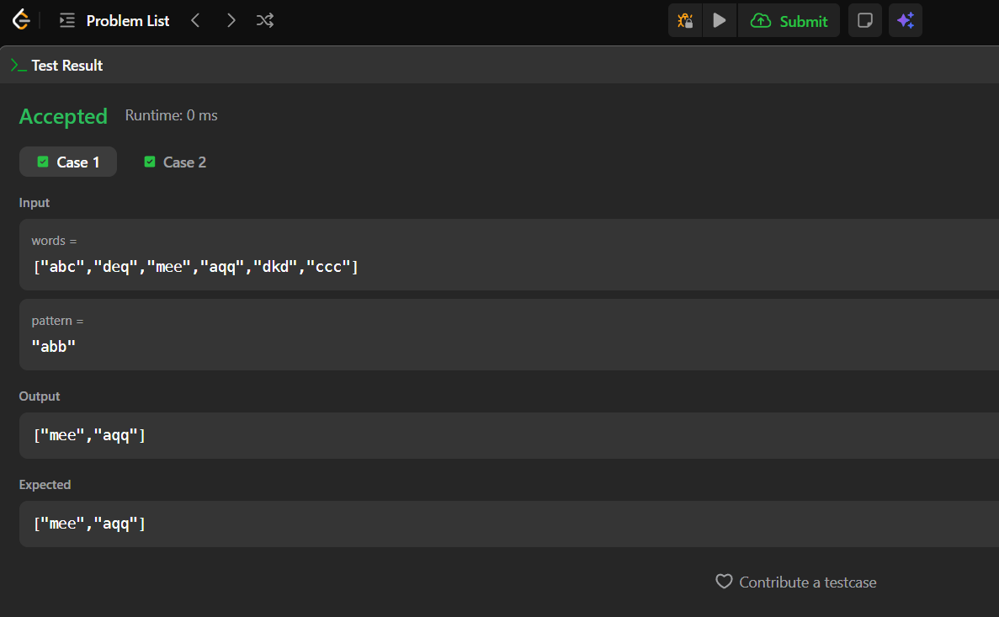 Problem List
Submit
Test Result
Accepted Runtime: 0 ms
Case 1 Case 2
Input
words =
["abc","deq","mee","aqq","dkd","ccc"]
pattern =
"abb"
Output
["mee","aqq"]
Expected
["mee","aqq"]
Contribute a testcase